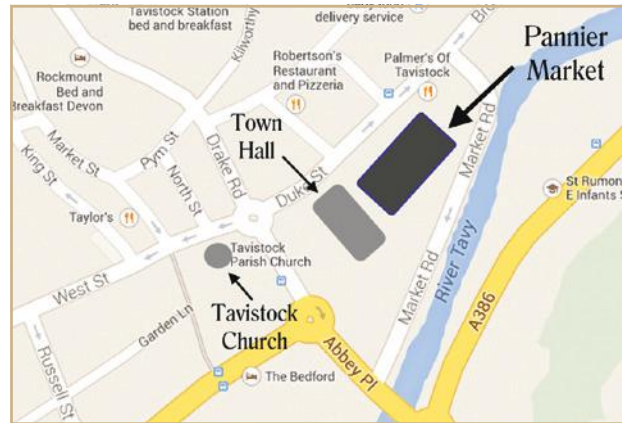 Tavistock Station
bed and breakfast
delivery service
Kilworthy
Robertson's
Restaurant
and Pizzeria
Palmer's Of
Tavistock
Pannier
Market
Rockmount
Bed and
Breakfast Devon
Market St
King St
Pym St
North St
Drake Rd
Town
Hall
Duke St
Market Rd
St Rumon
E Infants S
Taylor's
Tavistock
Parish Church
West St
Tavistock
Church
Garden Ln
Russell St
The Bedford
Abbey Pl
Market Rd
River Tavy
A386